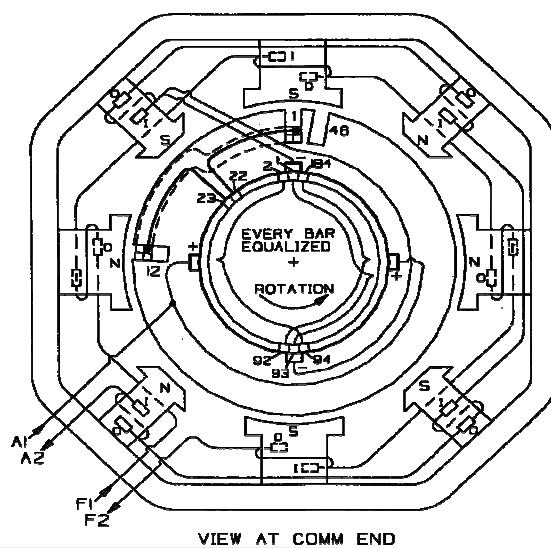 I
O
S
I
O
S
I
O
N
I
46
1
2
184
22
23
N
O
I
12
+
EVERY BAR
EQUALIZED
+
ROTATION
+
N
O
I
92
93
94
N
I
O
S
I
O
S
O
I
A1
A2
F1
F2
VIEW AT COMM END